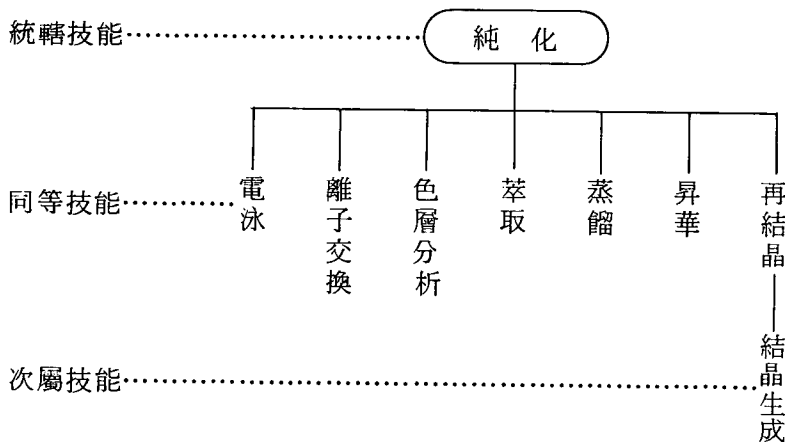 統轄技能
純化
同等技能
電泳
離子交換
色層分析
萃取
蒸餾
昇華
再結晶
次屬技能
結晶生成